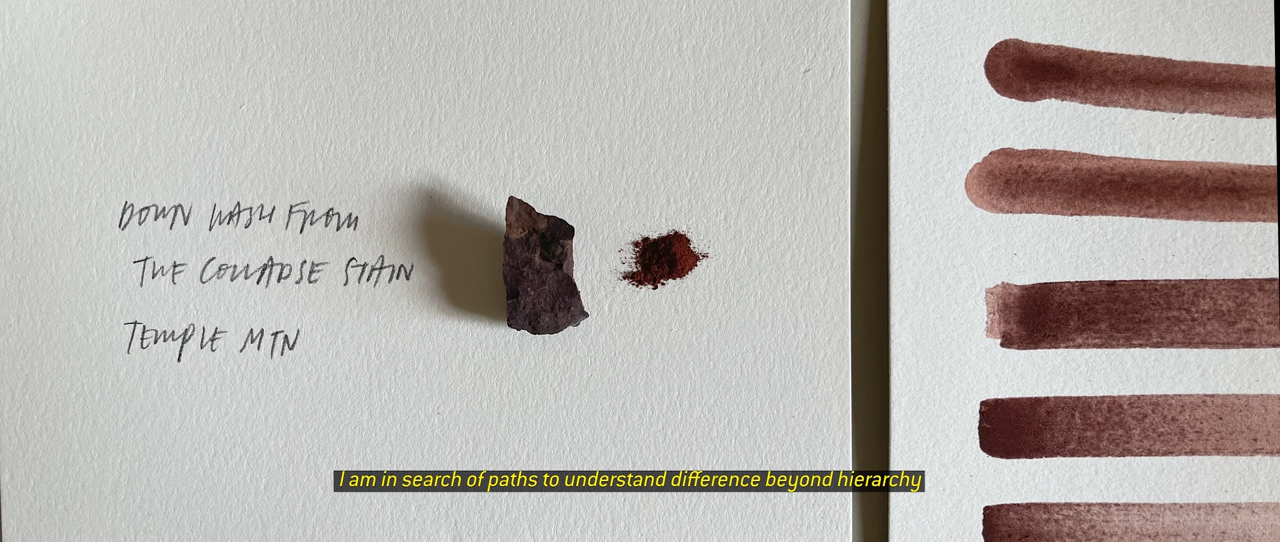 DOWN WASH FROM
THE COLLAPSE STAIN
TEMPLE MTN
I am in search of paths to understand difference beyond hierarchy